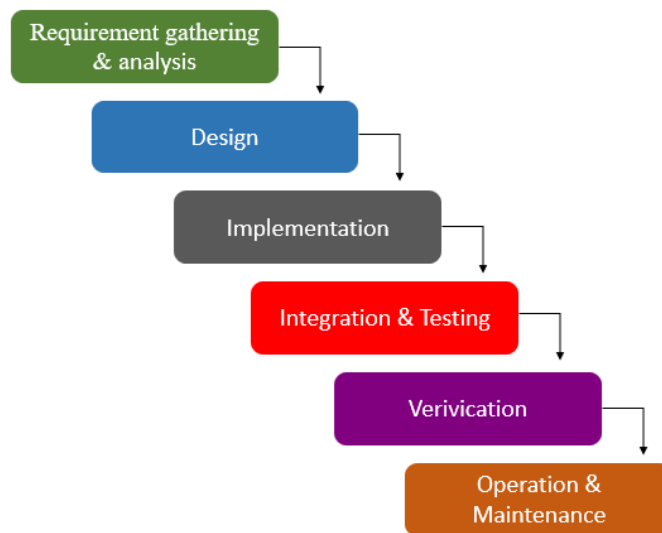 Requirement gathering
& analysis
Design
Implementation
Integration & Testing
Verivication
Operation &
Maintenance